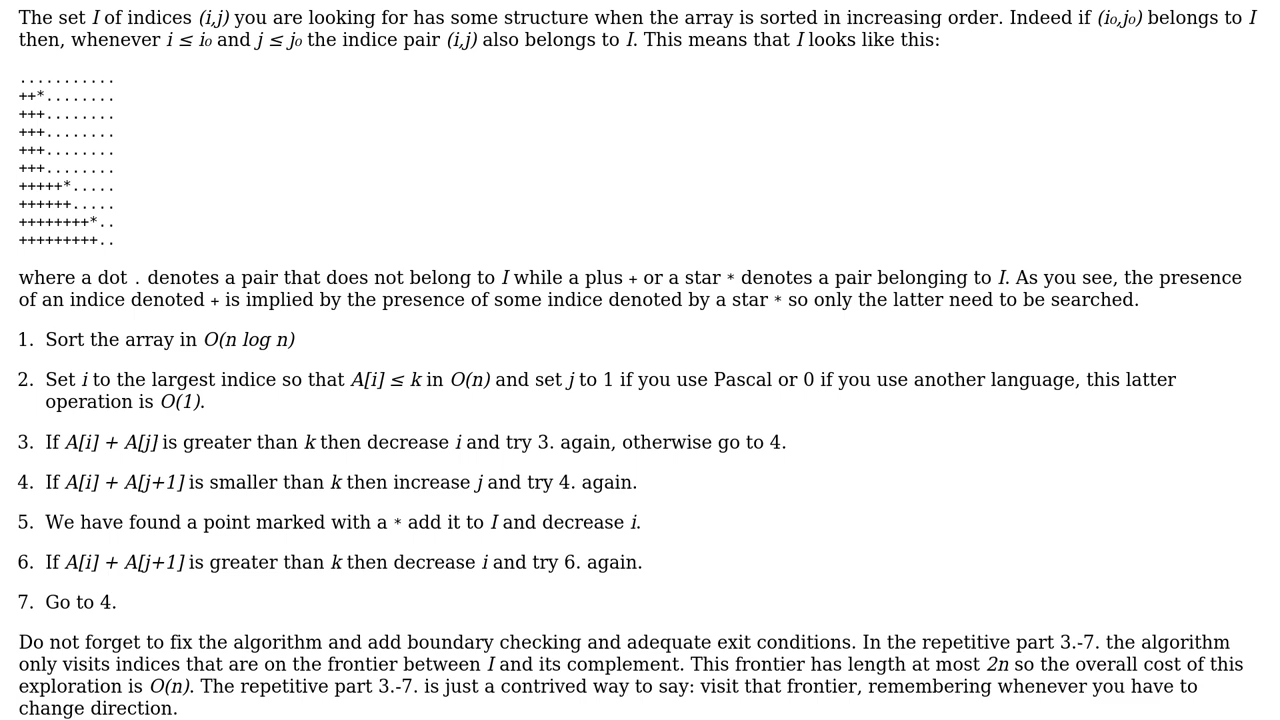 The set I of indices (i,j) you are looking for has some structure when the array is sorted in increasing order. Indeed if (i₀,j₀) belongs to I
then, whenever i ≤ i₀ and j ≤ j₀ the indice pair (i,j) also belongs to I. This means that I looks like this:
...........
++*........
+++........
+++........
+++........
+++........
+++++*.....
++++++.....
++++++++*..
+++++++++..
where a dot . denotes a pair that does not belong to I while a plus + or a star * denotes a pair belonging to I. As you see, the presence
of an indice denoted + is implied by the presence of some indice denoted by a star * so only the latter need to be searched.
1. Sort the array in O(n log n)
2. Set i to the largest indice so that A[i] ≤ k in O(n) and set j to 1 if you use Pascal or 0 if you use another language, this latter
operation is O(1).
3. If A[i] + A[j] is greater than k then decrease i and try 3. again, otherwise go to 4.
4. If A[i] + A[j+1] is smaller than k then increase j and try 4. again.
5. We have found a point marked with a * add it to I and decrease i.
6. If A[i] + A[j+1] is greater than k then decrease i and try 6. again.
7. Go to 4.
Do not forget to fix the algorithm and add boundary checking and adequate exit conditions. In the repetitive part 3.-7. the algorithm
only visits indices that are on the frontier between I and its complement. This frontier has length at most 2n so the overall cost of this
exploration is O(n). The repetitive part 3.-7. is just a contrived way to say: visit that frontier, remembering whenever you have to
change direction.